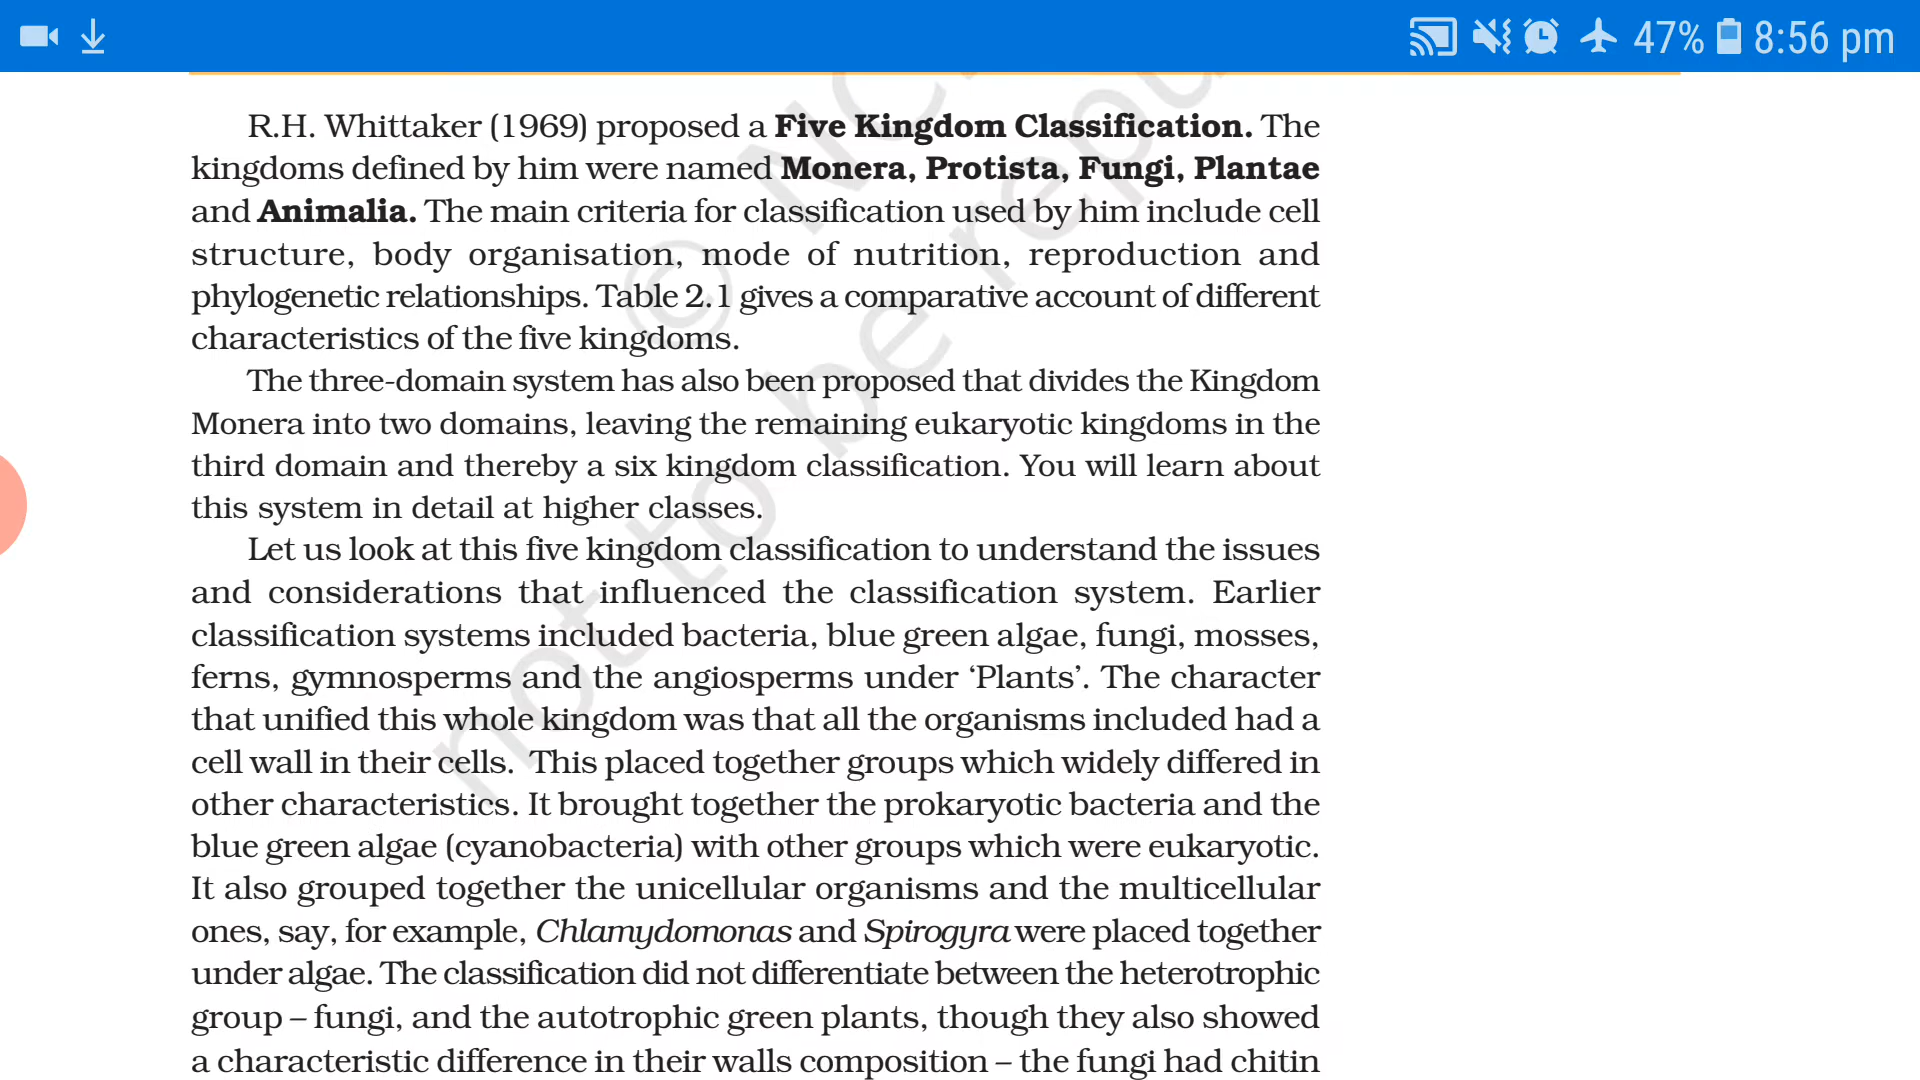 47% 8:56 pm
R.H. Whittaker (1969) proposed a Five Kingdom Classification. The
kingdoms defined by him were named Monera, Protista, Fungi, Plantae
and Animalia. The main criteria for classification used by him include cell
structure, body organisation, mode of nutrition, reproduction and
phylogenetic relationships. Table 2.1 gives a comparative account of different
characteristics of the five kingdoms.
The three-domain system has also been proposed that divides the Kingdom
Monera into two domains, leaving the remaining eukaryotic kingdoms in the
third domain and thereby a six kingdom classification. You will learn about
this system in detail at higher classes.
Let us look at this five kingdom classification to understand the issues
and considerations that influenced the classification system. Earlier
classification systems included bacteria, blue green algae, fungi, mosses,
ferns, gymnosperms and the angiosperms under ‘Plants’. The character
that unified this whole kingdom was that all the organisms included had a
cell wall in their cells. This placed together groups which widely differed in
other characteristics. It brought together the prokaryotic bacteria and the
blue green algae (cyanobacteria) with other groups which were eukaryotic.
It also grouped together the unicellular organisms and the multicellular
ones, say, for example, Chlamydomonas and Spirogyra were placed together
under algae. The classification did not differentiate between the heterotrophic
group – fungi, and the autotrophic green plants, though they also showed
a characteristic difference in their walls composition – the fungi had chitin
© NC
not to be rep